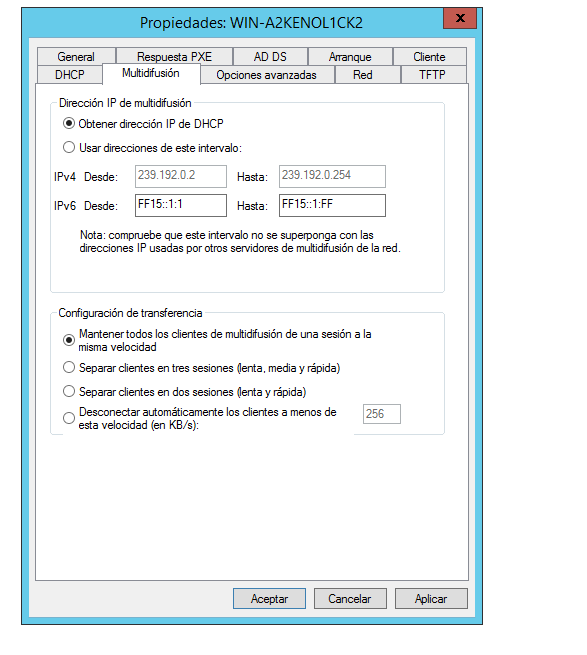 Propiedades: WIN-A2KENOL1CK2
x
General Respuesta PXE AD DS Arranque Cliente
DHCP Multidifusión Opciones avanzadas Red TFTP
Dirección IP de multidifusión
Obtener dirección IP de DHCP
Usar direcciones de este intervalo:
IPv4 Desde: 239.192.0.2 Hasta: 239.192.0.254
IPv6 Desde: FF15::1:1 Hasta: FF15::1:FF
Nota: compruebe que este intervalo no se superponga con las
direcciones IP usadas por otros servidores de multidifusión de la red.
Configuración de transferencia
Mantener todos los clientes de multidifusión de una sesión a la
misma velocidad
Separar clientes en tres sesiones (lenta, media y rápida)
Separar clientes en dos sesiones (lenta y rápida)
Desconectar automáticamente los clientes a menos de
esta velocidad (en KB/s): 256
Aceptar Cancelar Aplicar